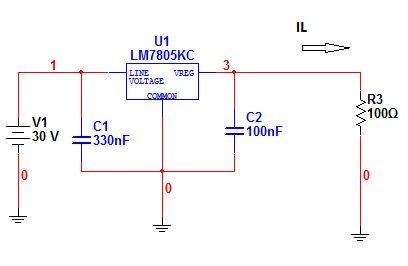 IL
U1
LM7805KC
1
LINE VREG
VOLTAGE
COMMON
3
V1
30 V
C1
330nF
C2
100nF
R3
100Ω
0
0
0